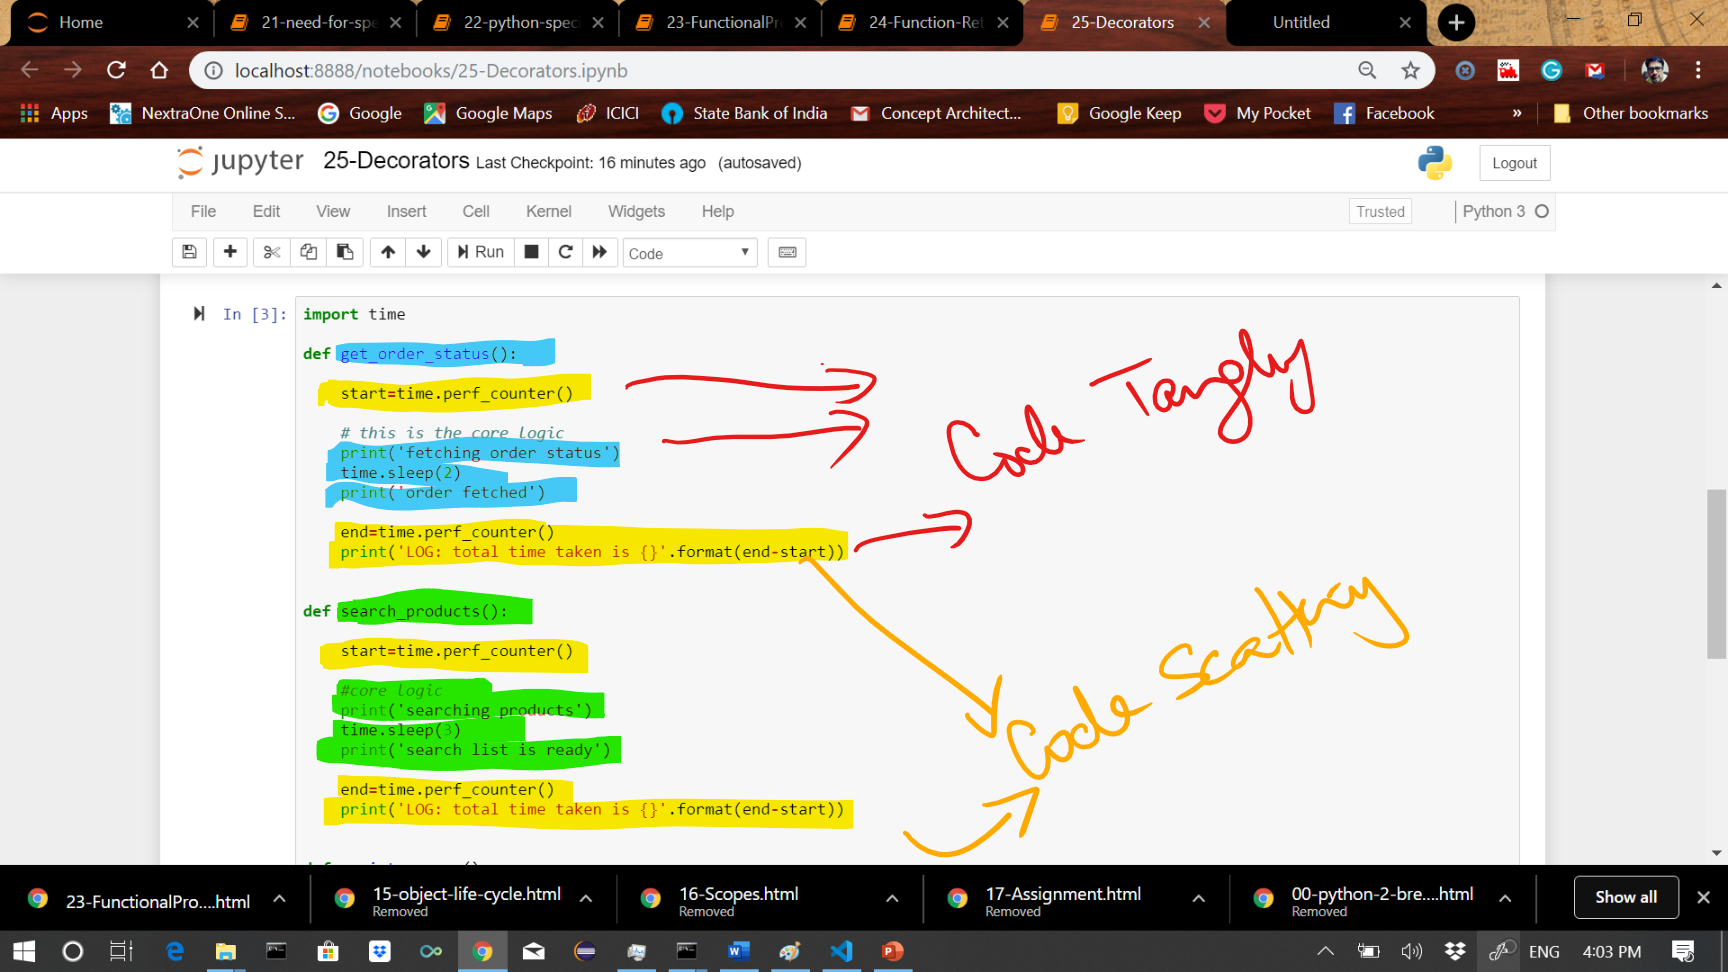 Home
21-need-for-spe
22-python-speci
23-FunctionalPr
24-Function-Ret
25-Decorators
Untitled
localhost:8888/notebooks/25-Decorators.ipynb
Apps
NextraOne Online S...
Google
Google Maps
ICICI
State Bank of India
Concept Architect...
Google Keep
My Pocket
Facebook
»
Other bookmarks
jupyter 25-Decorators Last Checkpoint: 16 minutes ago (autosaved)
Logout
File Edit View Insert Cell Kernel Widgets Help
Trusted
Python 3
Run
Code
In [3]:
import time
def get_order_status():
start=time.perf_counter()
# this is the core logic
print('fetching order status')
time.sleep(2)
print('order fetched')
end=time.perf_counter()
print('LOG: total time taken is {}'.format(end-start))
def search_products():
start=time.perf_counter()
#core logic
print('searching products')
time.sleep(3)
print('search list is ready')
end=time.perf_counter()
print('LOG: total time taken is {}'.format(end-start))
Code
Code
23-FunctionalPro....html
15-object-life-cycle.html
Removed
16-Scopes.html
Removed
17-Assignment.html
Removed
00-python-2-bre....html
Removed
Show all
ENG
4:03 PM